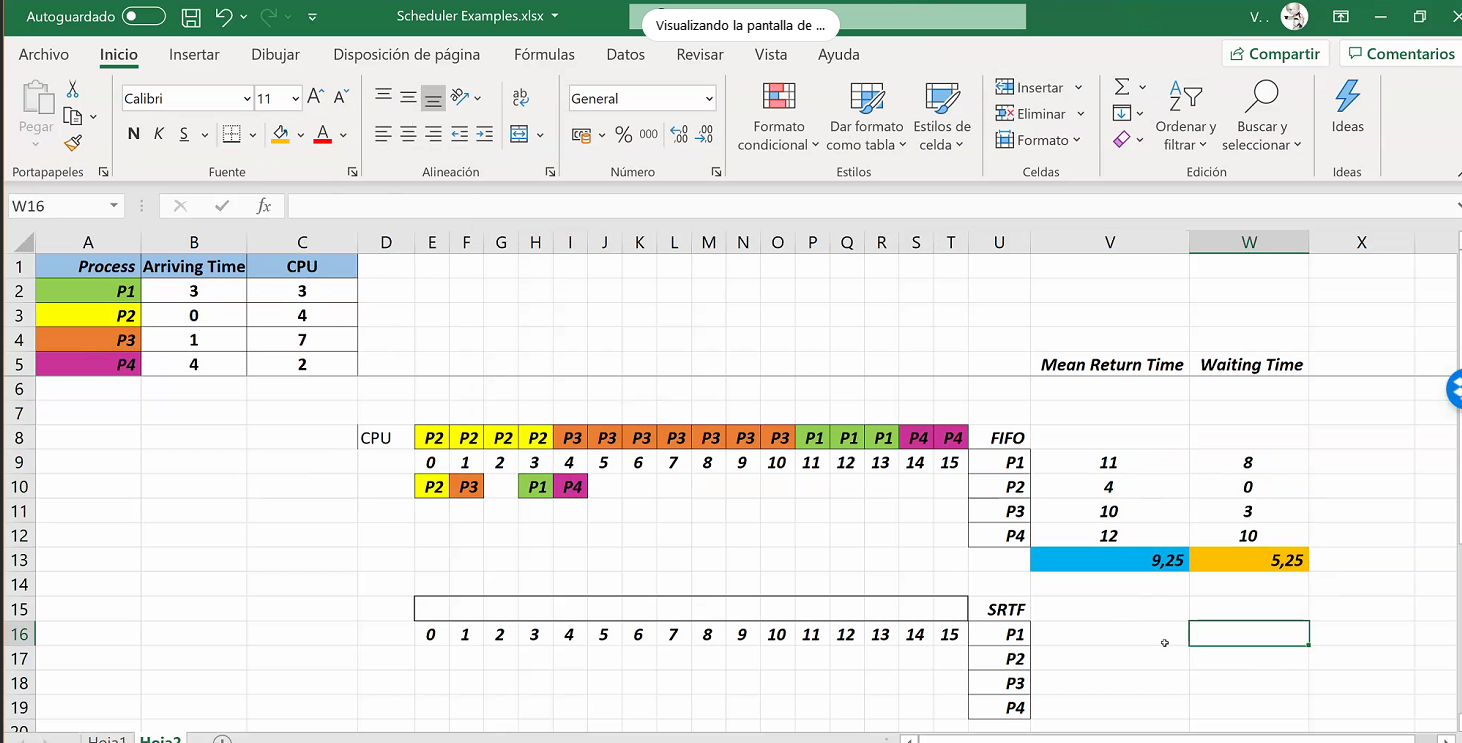 Autoguardado Scheduler Examples.xlsx Visualizando la pantalla de ... V. .
Archivo Inicio Insertar Dibujar Disposición de página Fórmulas Datos Revisar Vista Ayuda Compartir Comentarios
Pegar
Calibri 11
N K S
General
% 000
Formato condicional
Dar formato como tabla
Estilos de celda
Insertar
Eliminar
Formato
Ordenar y filtrar
Buscar y seleccionar
Ideas
Portapapeles Fuente Alineación Número Estilos Celdas Edición Ideas
W16 fx
A B C D E F G H I J K L M N O P Q R S T U V W X
1 Process Arriving Time CPU
2 P1 3 3
3 P2 0 4
4 P3 1 7
5 P4 4 2 Mean Return Time Waiting Time
6
7
8 CPU P2 P2 P2 P2 P3 P3 P3 P3 P3 P3 P3 P1 P1 P1 P4 P4 FIFO
9 0 1 2 3 4 5 6 7 8 9 10 11 12 13 14 15 P1 11 8
10 P2 P3 P1 P4 P2 4 0
11 P3 10 3
12 P4 12 10
13 9,25 5,25
14
15 SRTF
16 0 1 2 3 4 5 6 7 8 9 10 11 12 13 14 15 P1
17 P2
18 P3
19 P4
20
Hoja1 Hoja2